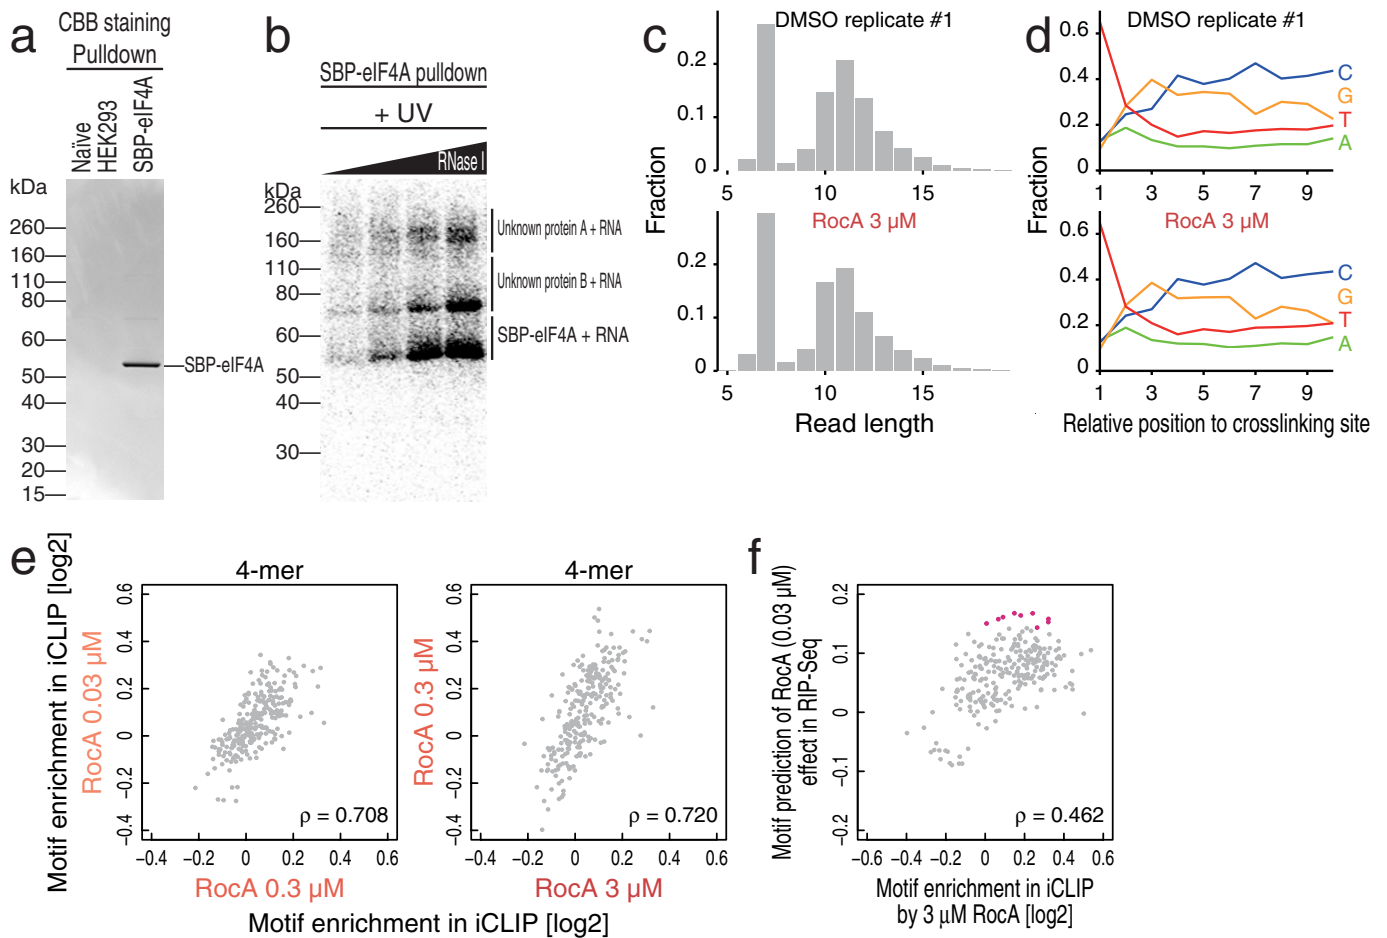 a
CBB staining
Pulldown
Naïve
HEK293
SBP-eIF4A
kDa
260
160
110
80
60
50
40
30
20
15
SBP-eIF4A
b
SBP-eIF4A pulldown
+ UV
RNase I
kDa
260
160
110
80
60
50
40
30
Unknown protein A + RNA
Unknown protein B + RNA
SBP-eIF4A + RNA
c
DMSO replicate #1
0.2
0.1
0
5 10 15
RocA 3 µM
0.2
0.1
0
5 10 15
Fraction
Read length
d
DMSO replicate #1
0.6
0.4
0.2
0
C
G
T
A
1 3 5 7 9
RocA 3 µM
0.6
0.4
0.2
0
C
G
T
A
1 3 5 7 9
Fraction
Relative position to crosslinking site
e
Motif enrichment in iCLIP [log2]
4-mer
RocA 0.03 µM
0.6
0.4
0.2
0
−0.2
−0.4
ρ = 0.708
−0.4 −0.2 0 0.2 0.4 0.6
RocA 0.3 µM
4-mer
RocA 0.3 µM
0.6
0.4
0.2
0
−0.2
−0.4
ρ = 0.720
−0.4 −0.2 0 0.2 0.4 0.6
RocA 3 µM
Motif enrichment in iCLIP [log2]
f
Motif prediction of RocA (0.03 µM)
effect in RIP-Seq
0.2
0.1
0
−0.1
−0.2
ρ = 0.462
−0.6 −0.4 −0.2 0 0.2 0.4 0.6
Motif enrichment in iCLIP
by 3 µM RocA [log2]